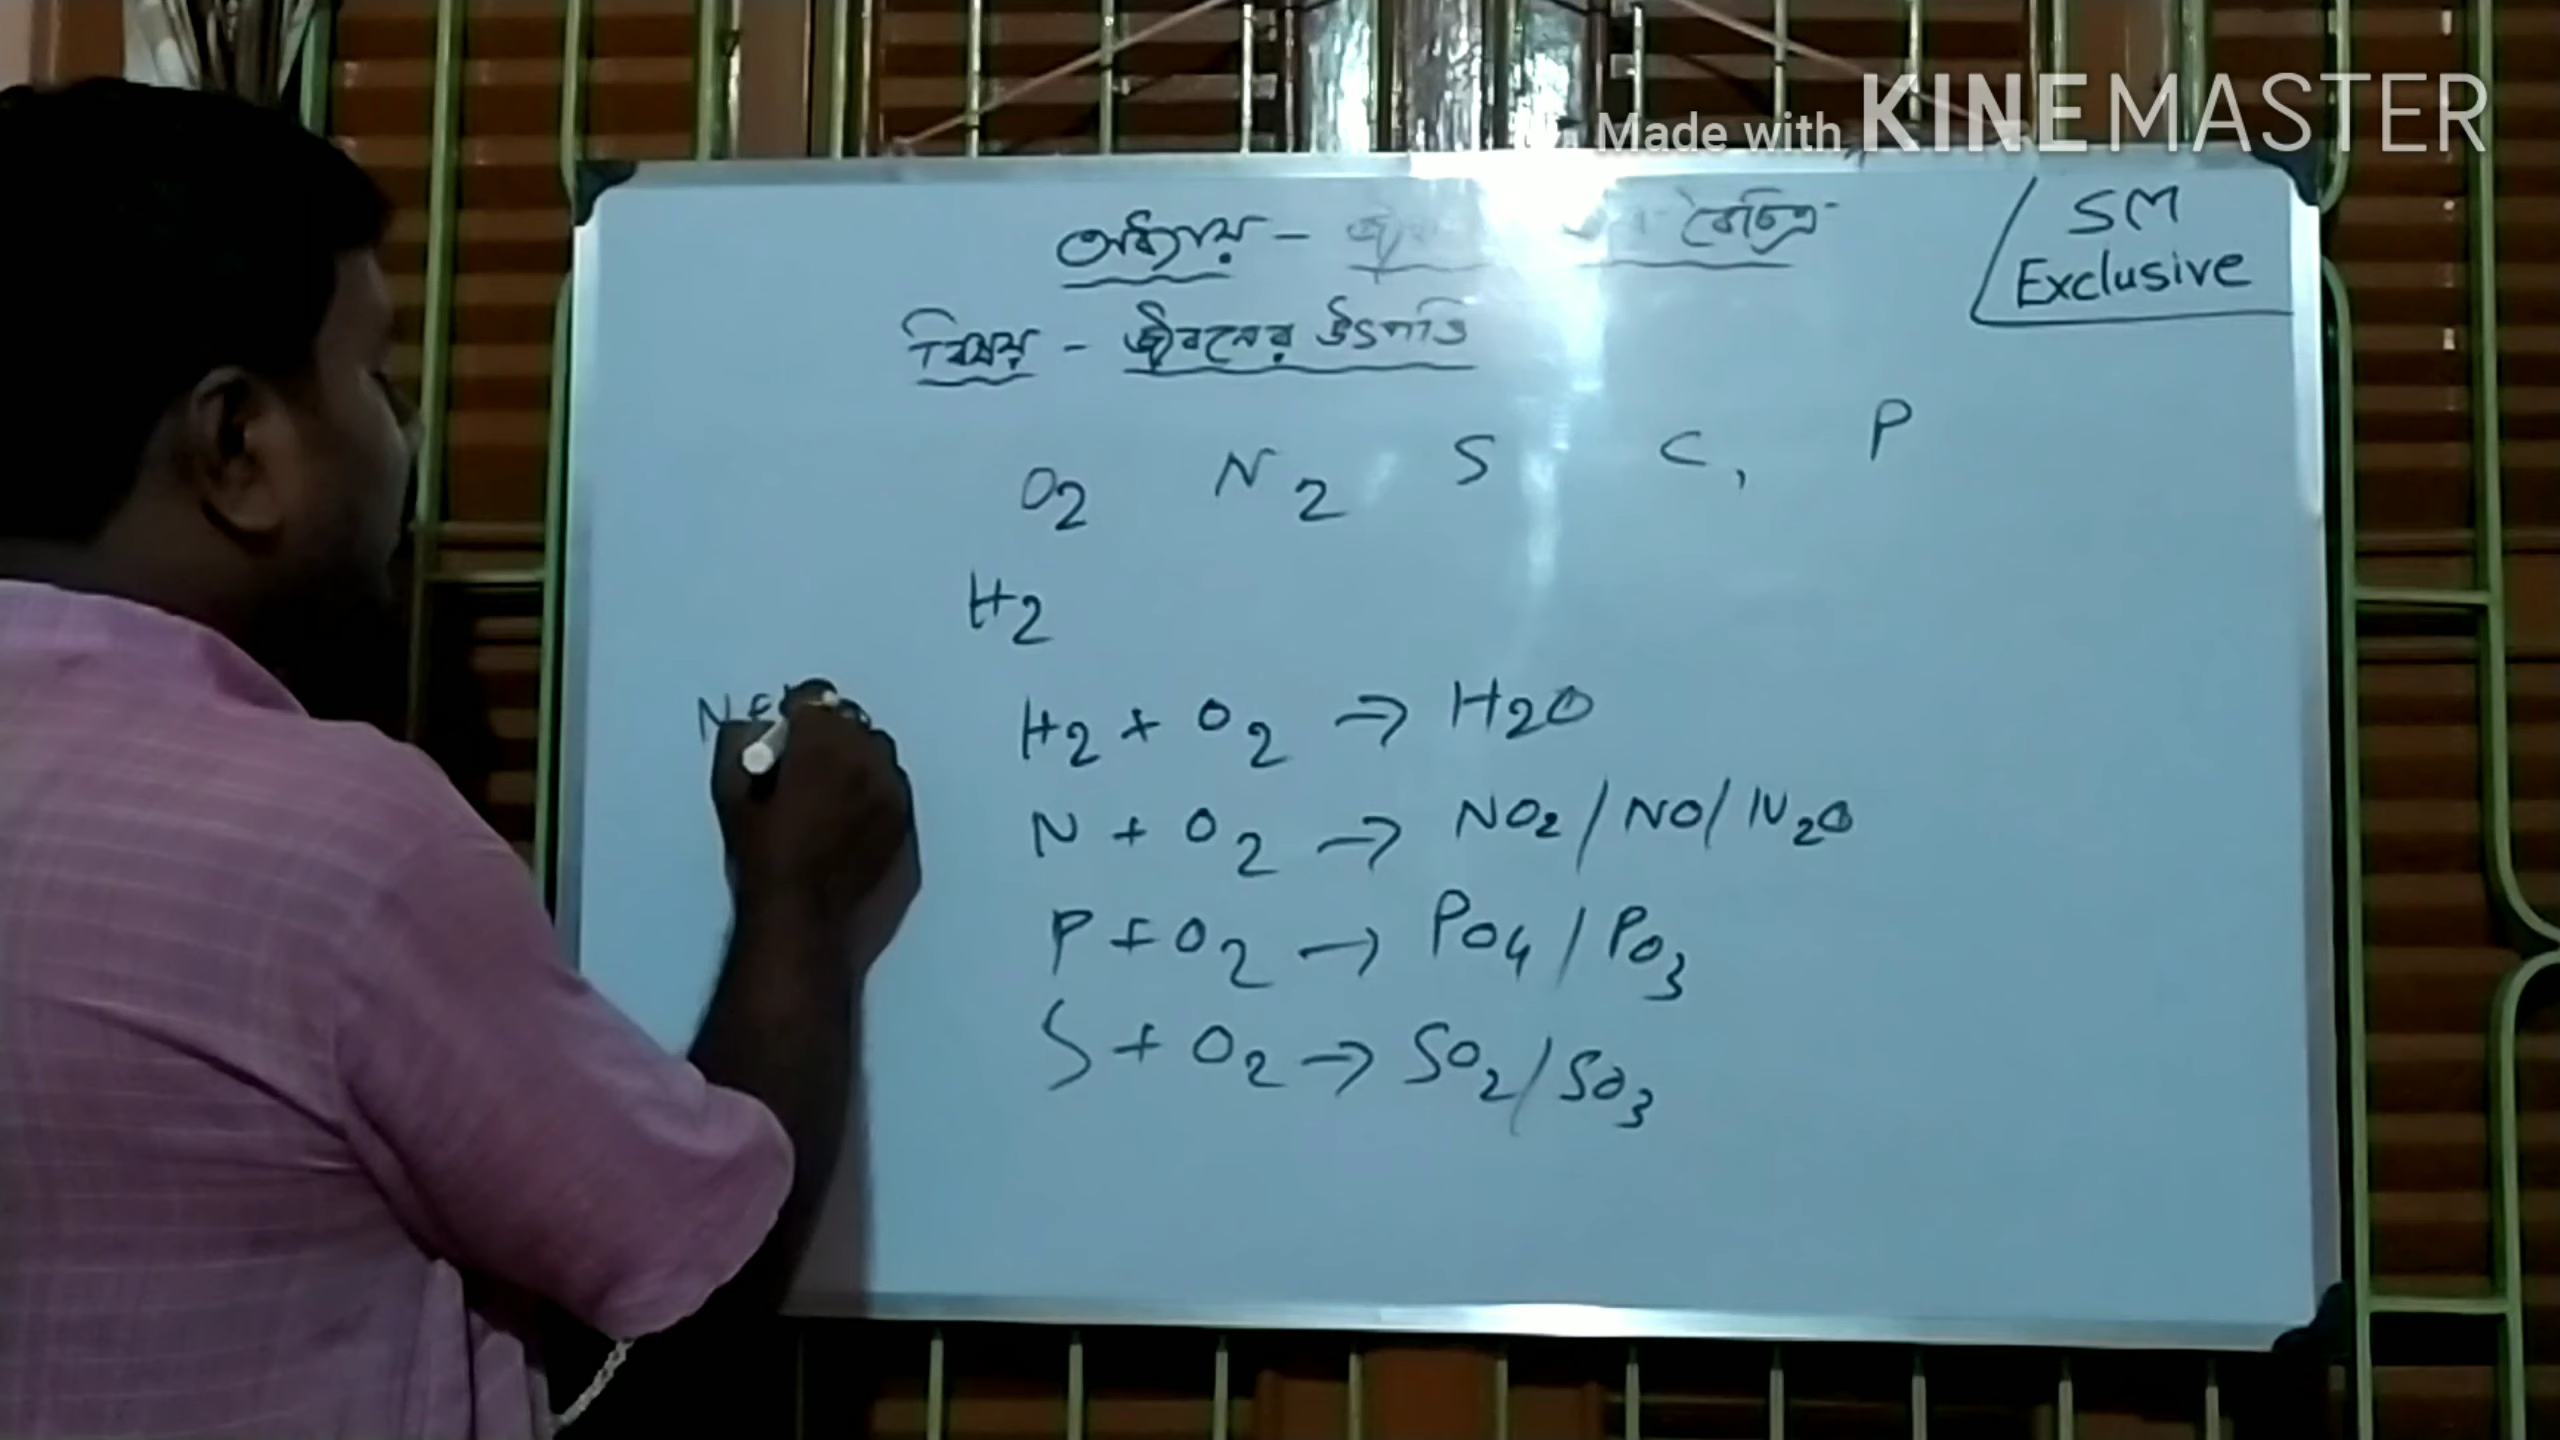 Made with KINEMASTER
SM
Exclusive
অধ্যায় - বৈচিত্র
বিষয় - জীবনের উৎপত্তি
O2 N2 S C, P
H2
H2 + O2 → H2O
N + O2 → NO2 / NO / N2O
P + O2 → PO4 / PO3
S + O2 → SO2 / SO3